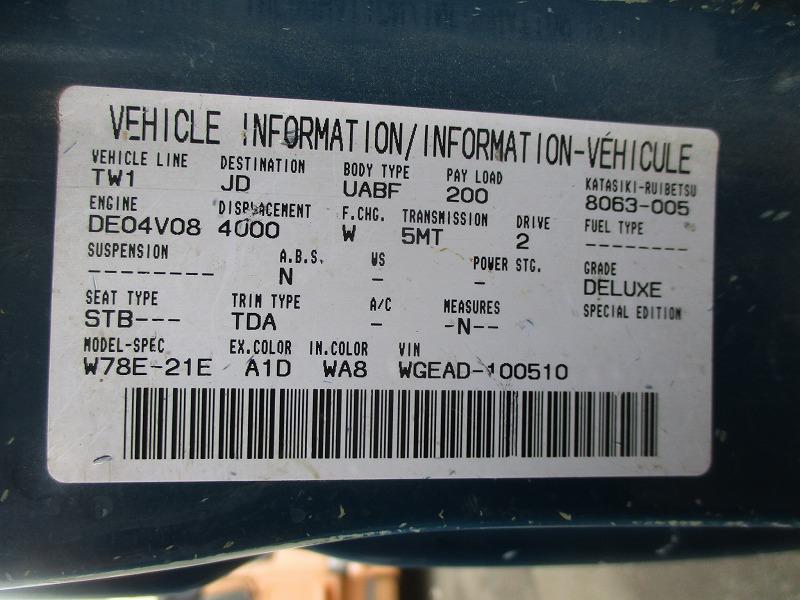 VEHICLE INFORMATION/INFORMATION-VÉHICULE
VEHICLE LINE DESTINATION BODY TYPE PAY LOAD KATASIKI-RUIBETSU
TW1 JD UABF 200 8063-005
ENGINE DISPLACEMENT F.CHG. TRANSMISSION DRIVE FUEL TYPE
DE04V08 4000 W 5MT 2 --------
SUSPENSION A.B.S. WS POWER STG. GRADE
--------- N - - DELUXE
SEAT TYPE TRIM TYPE A/C MEASURES SPECIAL EDITION
STB--- TDA - -N--
MODEL-SPEC EX.COLOR IN.COLOR VIN
W78E-21E A1D WA8 WGEAD-100510